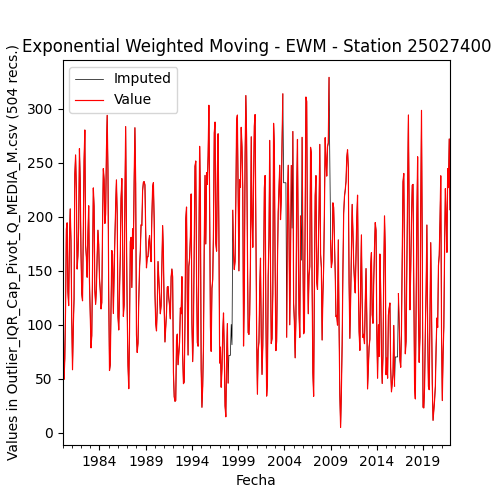 Exponential Weighted Moving - EWM - Station 25027400
Imputed
Value
Values in Outlier_IQR_Cap_Pivot_Q_MEDIA_M.csv (504 recs.)
300
250
200
150
100
50
0
1984 1989 1994 1999 2004 2009 2014 2019
Fecha